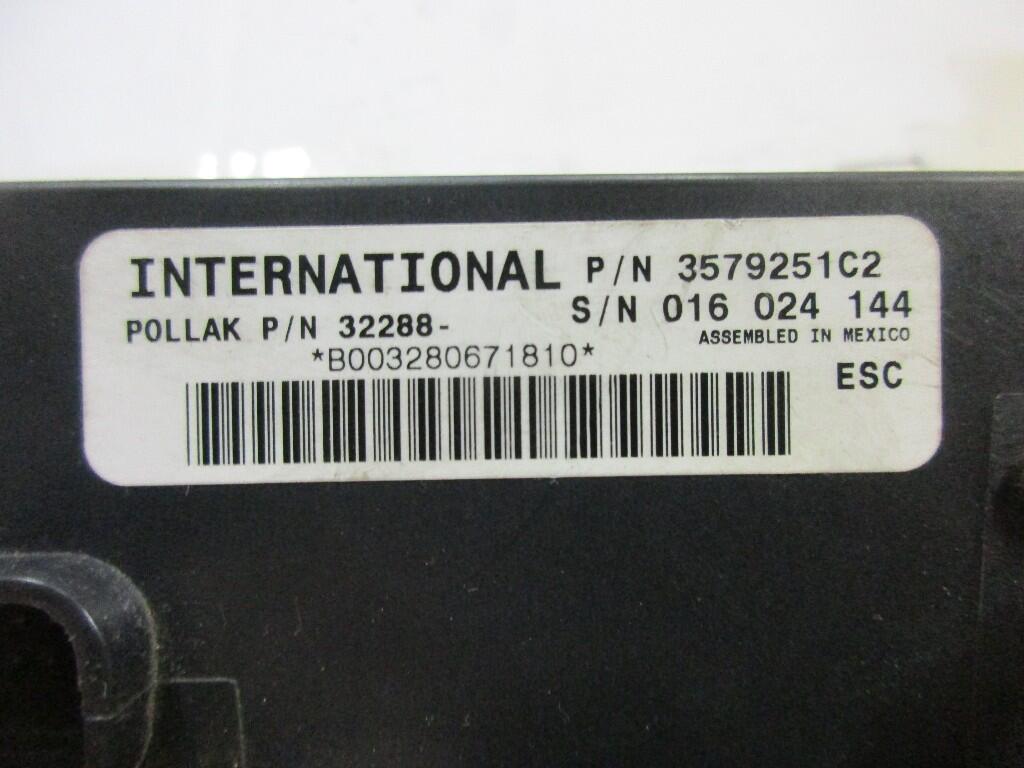 INTERNATIONAL P/N 3579251C2
S/N 016 024 144
POLLAK P/N 32288-
ASSEMBLED IN MEXICO
*B003280671810*
ESC